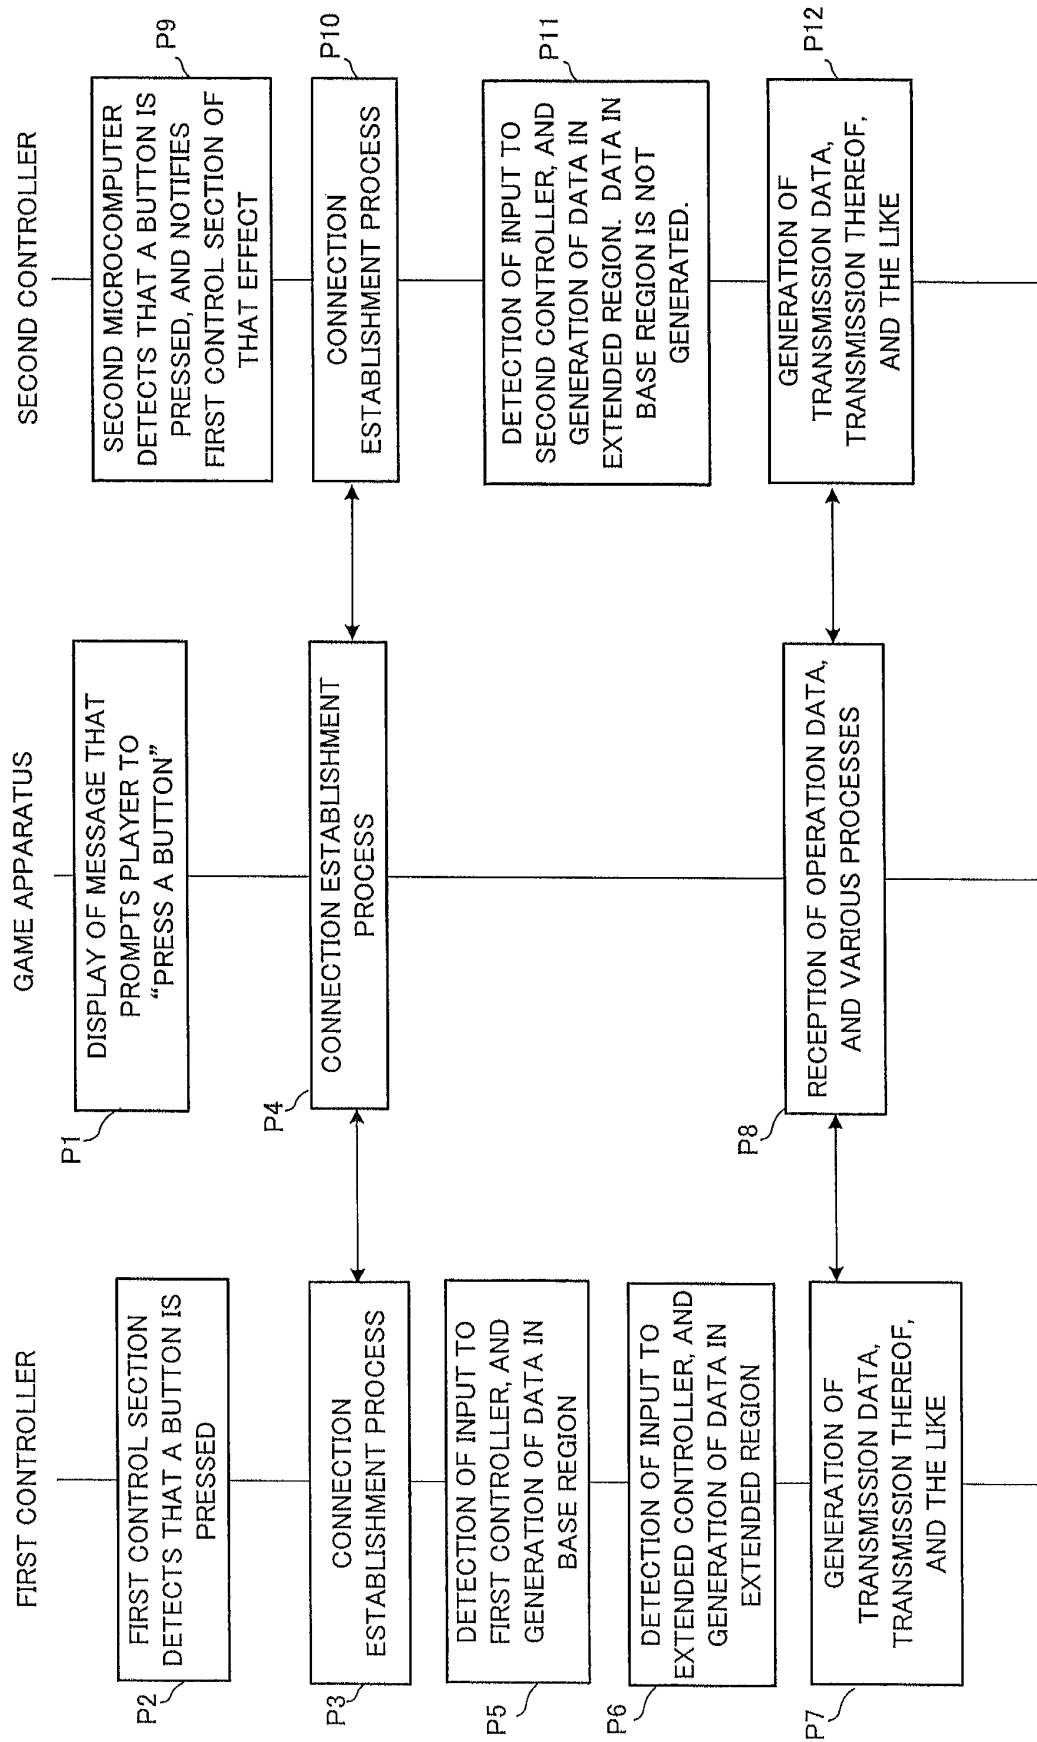 FIRST CONTROLLER
P2
FIRST CONTROL SECTION
DETECTS THAT A BUTTON IS
PRESSED
P3
CONNECTION
ESTABLISHMENT PROCESS
P5
DETECTION OF INPUT TO
FIRST CONTROLLER, AND
GENERATION OF DATA IN
BASE REGION
P6
DETECTION OF INPUT TO
EXTENDED CONTROLLER, AND
GENERATION OF DATA IN
EXTENDED REGION
P7
GENERATION OF
TRANSMISSION DATA,
TRANSMISSION THEREOF,
AND THE LIKE
GAME APPARATUS
P1
DISPLAY OF MESSAGE THAT
PROMPTS PLAYER TO
“PRESS A BUTTON”
P4
CONNECTION ESTABLISHMENT
PROCESS
P8
RECEPTION OF OPERATION DATA,
AND VARIOUS PROCESSES
SECOND CONTROLLER
P9
SECOND MICROCOMPUTER
DETECTS THAT A BUTTON IS
PRESSED, AND NOTIFIES
FIRST CONTROL SECTION OF
THAT EFFECT
P10
CONNECTION
ESTABLISHMENT PROCESS
P11
DETECTION OF INPUT TO
SECOND CONTROLLER, AND
GENERATION OF DATA IN
EXTENDED REGION. DATA IN
BASE REGION IS NOT
GENERATED.
P12
GENERATION OF
TRANSMISSION DATA,
TRANSMISSION THEREOF,
AND THE LIKE